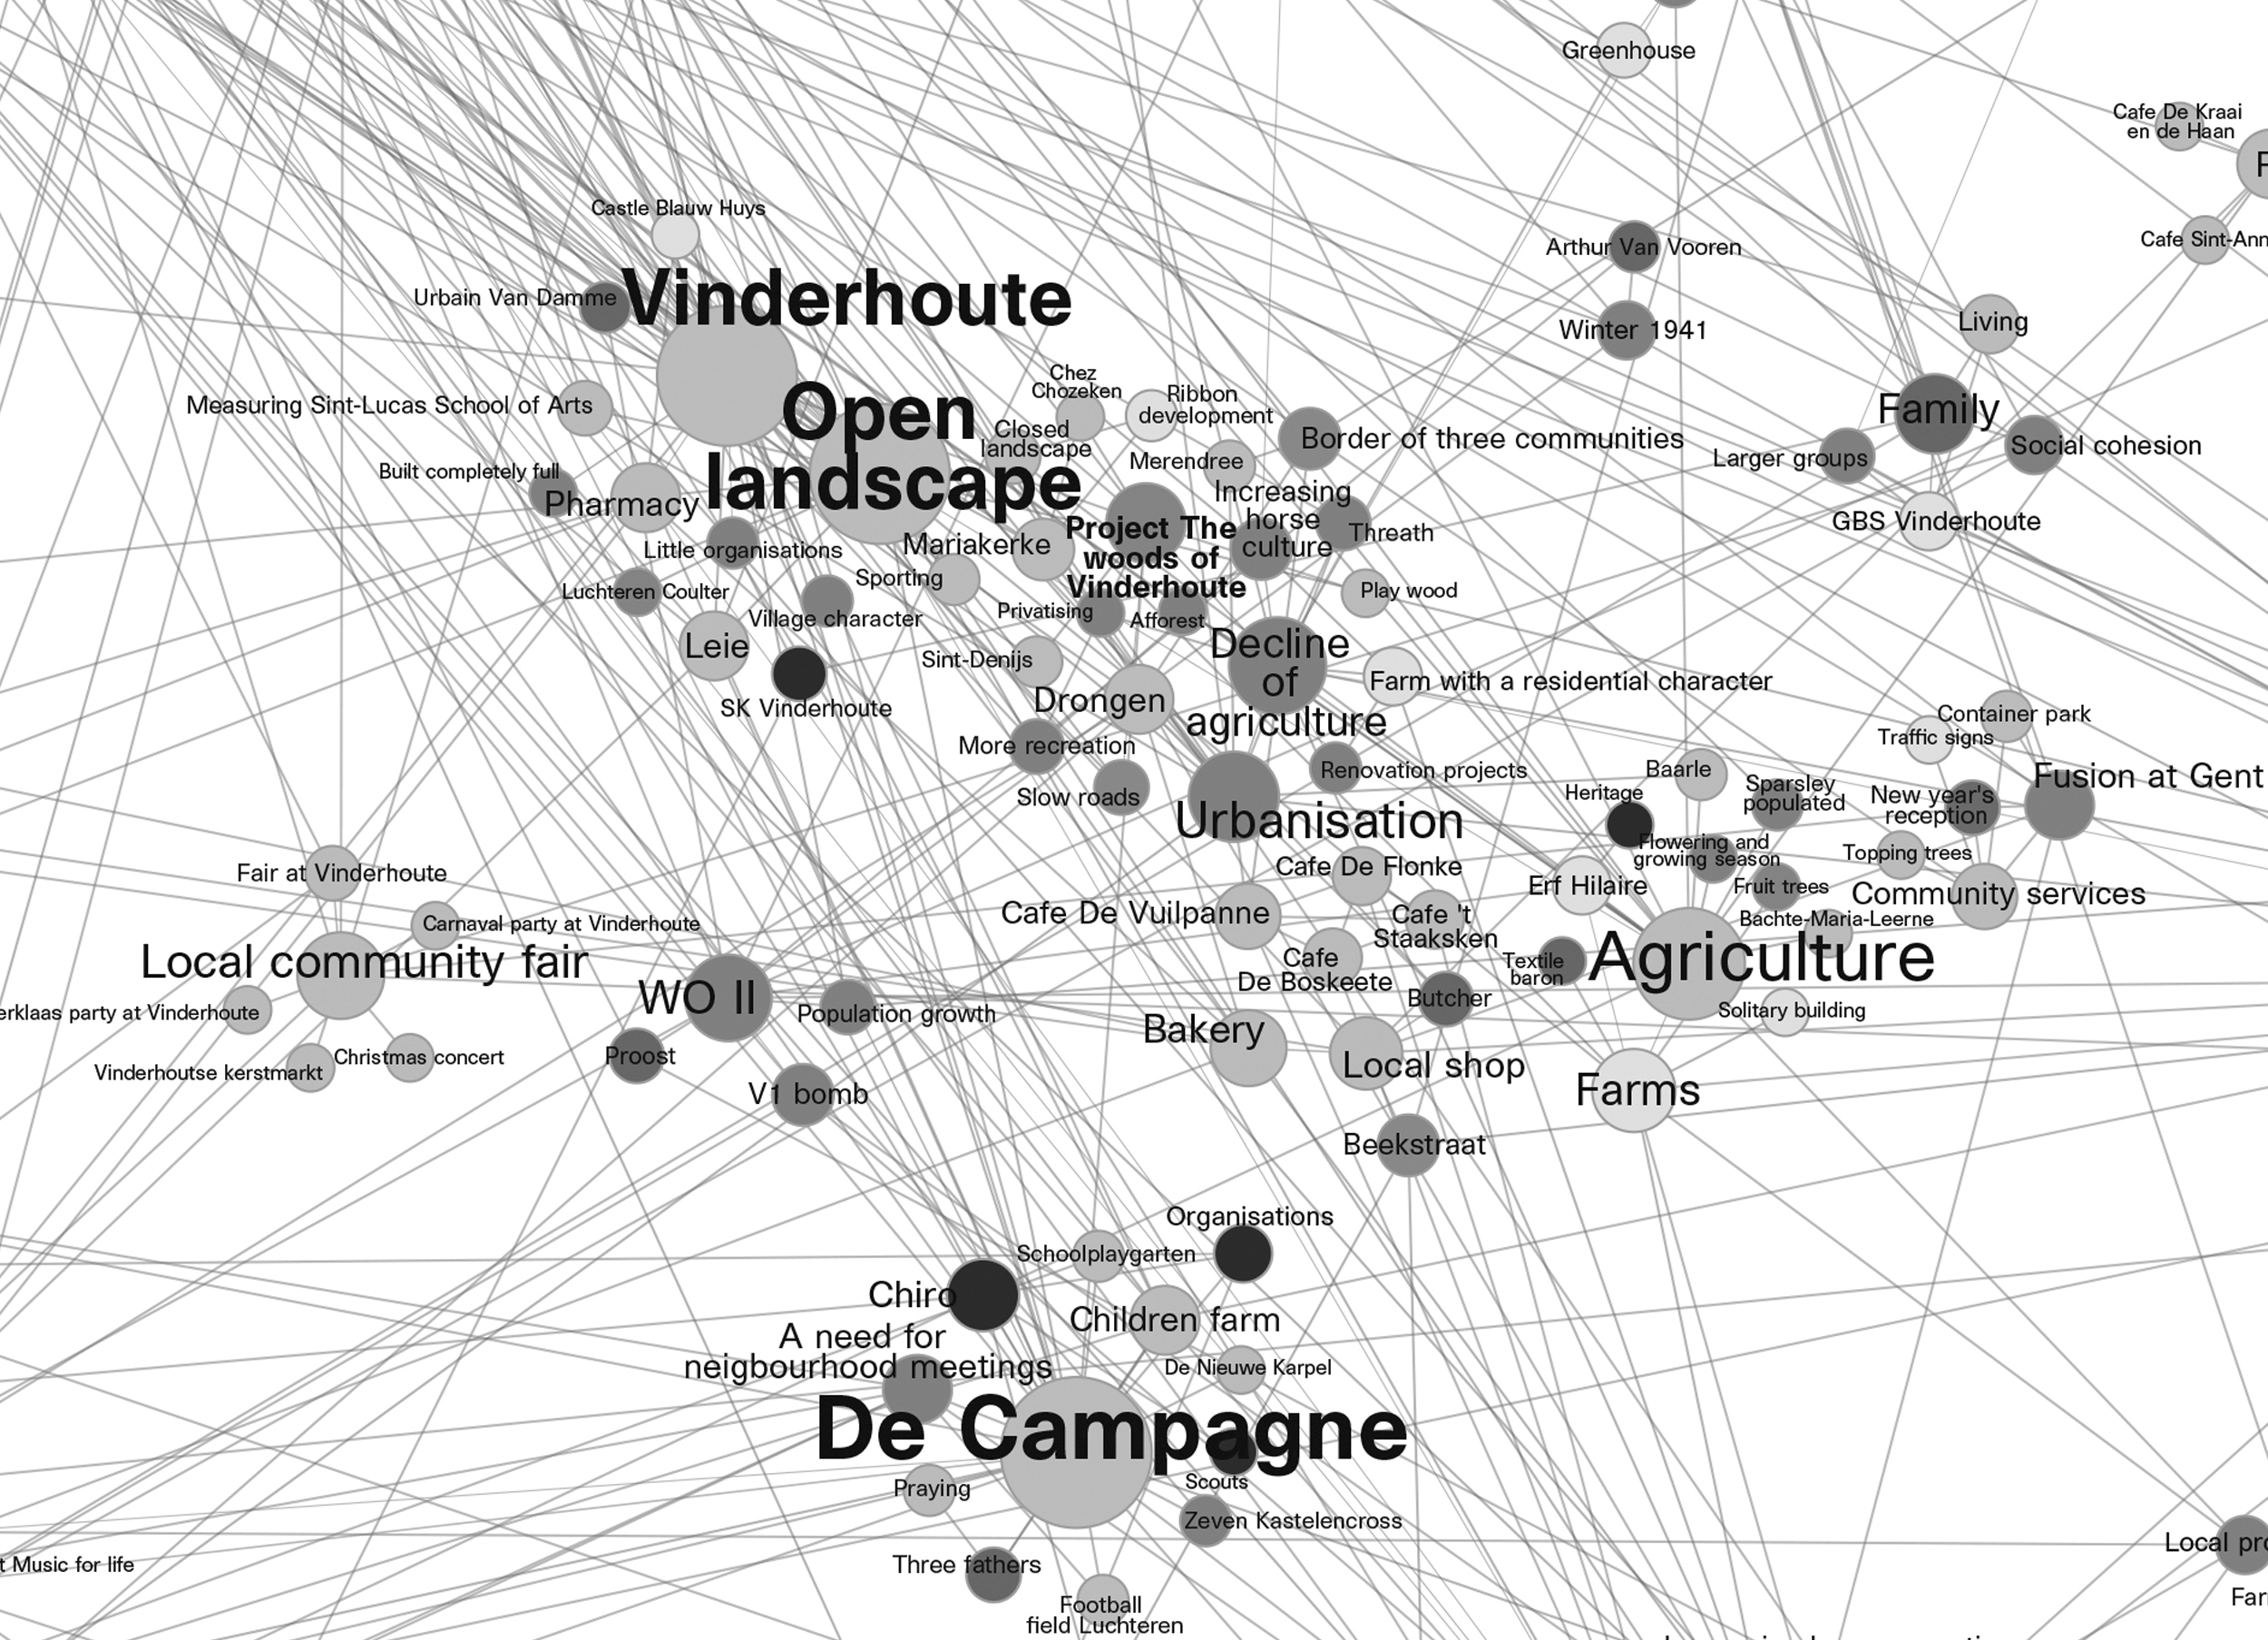 Greenhouse
Cafe De Kraai
en de Haan
Castle Blauw Huys
Arthur Van Vooren
Cafe Sint-Ann
Urbain Van Damme
Vinderhoute
Winter 1941
Living
Chez
Chozeken
Ribbon
development
Measuring Sint-Lucas School of Arts
Open
landscape
Closed
landscape
Family
Border of three communities
Social cohesion
Larger groups
Merendree
Built completely full
Pharmacy
Increasing
horse
culture
GBS Vinderhoute
Project The
woods of
Vinderhoute
Threath
Mariakerke
Little organisations
Sporting
Luchteren Coulter
Play wood
Privatising
Afforest
Village character
Leie
Decline
of
agriculture
Sint-Denijs
Farm with a residential character
Drongen
SK Vinderhoute
Container park
Traffic signs
More recreation
Renovation projects
Baarle
Fusion at Gent
Slow roads
Heritage
Sparsley
populated
New year's
reception
Urbanisation
Flowering and
growing season
Topping trees
Cafe De Flonke
Fair at Vinderhoute
Erf Hilaire
Fruit trees
Community services
Cafe De Vuilpanne
Cafe 't
Staaksken
Carnaval party at Vinderhoute
Bachte-Maria-Leerne
Local community fair
Cafe
De Boskeete
Textile
baron
Agriculture
WO II
Butcher
erklaas party at Vinderhoute
Population growth
Solitary building
Bakery
Proost
Christmas concert
Vinderhoutse kerstmarkt
Local shop
V1 bomb
Farms
Beekstraat
Organisations
Schoolplaygarten
Chiro
Children farm
A need for
neigbourhood meetings
De Nieuwe Karpel
De Campagne
Scouts
Praying
Zeven Kastelencross
Local pro
t Music for life
Three fathers
Football
field Luchteren
Far